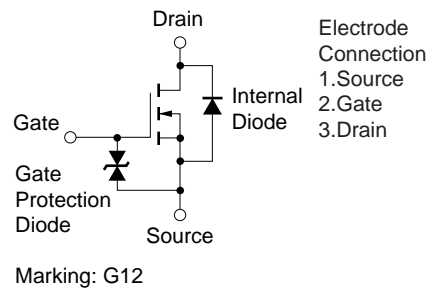 Drain
Electrode
Connection
1.Source
2.Gate
3.Drain
Internal
Diode
Gate
Gate
Protection
Diode
Source
Marking: G12